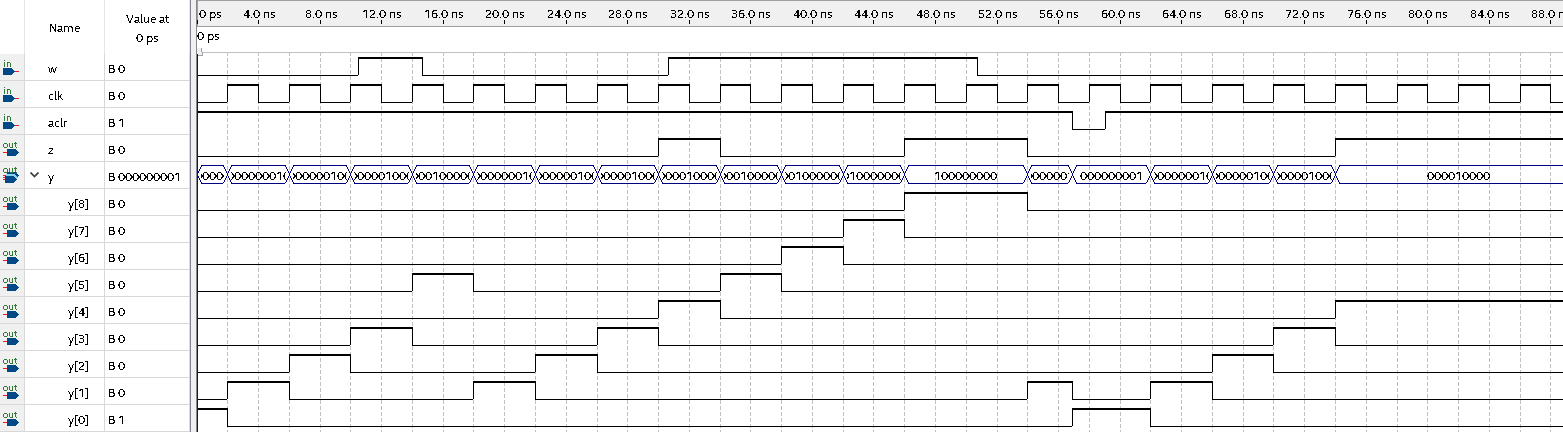 Name
Value at
0 ps
0 ps 4.0 ns 8.0 ns 12.0 ns 16.0 ns 20.0 ns 24.0 ns 28.0 ns 32.0 ns 36.0 ns 40.0 ns 44.0 ns 48.0 ns 52.0 ns 56.0 ns 60.0 ns 64.0 ns 68.0 ns 72.0 ns 76.0 ns 80.0 ns 84.0 ns 88.0 n
0 ps
in w B 0
in clk B 0
in aclr B 1
out z B 0
out y B 000000001 100000000 000000001 000010000
out y[8] B 0
out y[7] B 0
out y[6] B 0
out y[5] B 0
out y[4] B 0
out y[3] B 0
out y[2] B 0
out y[1] B 0
out y[0] B 1